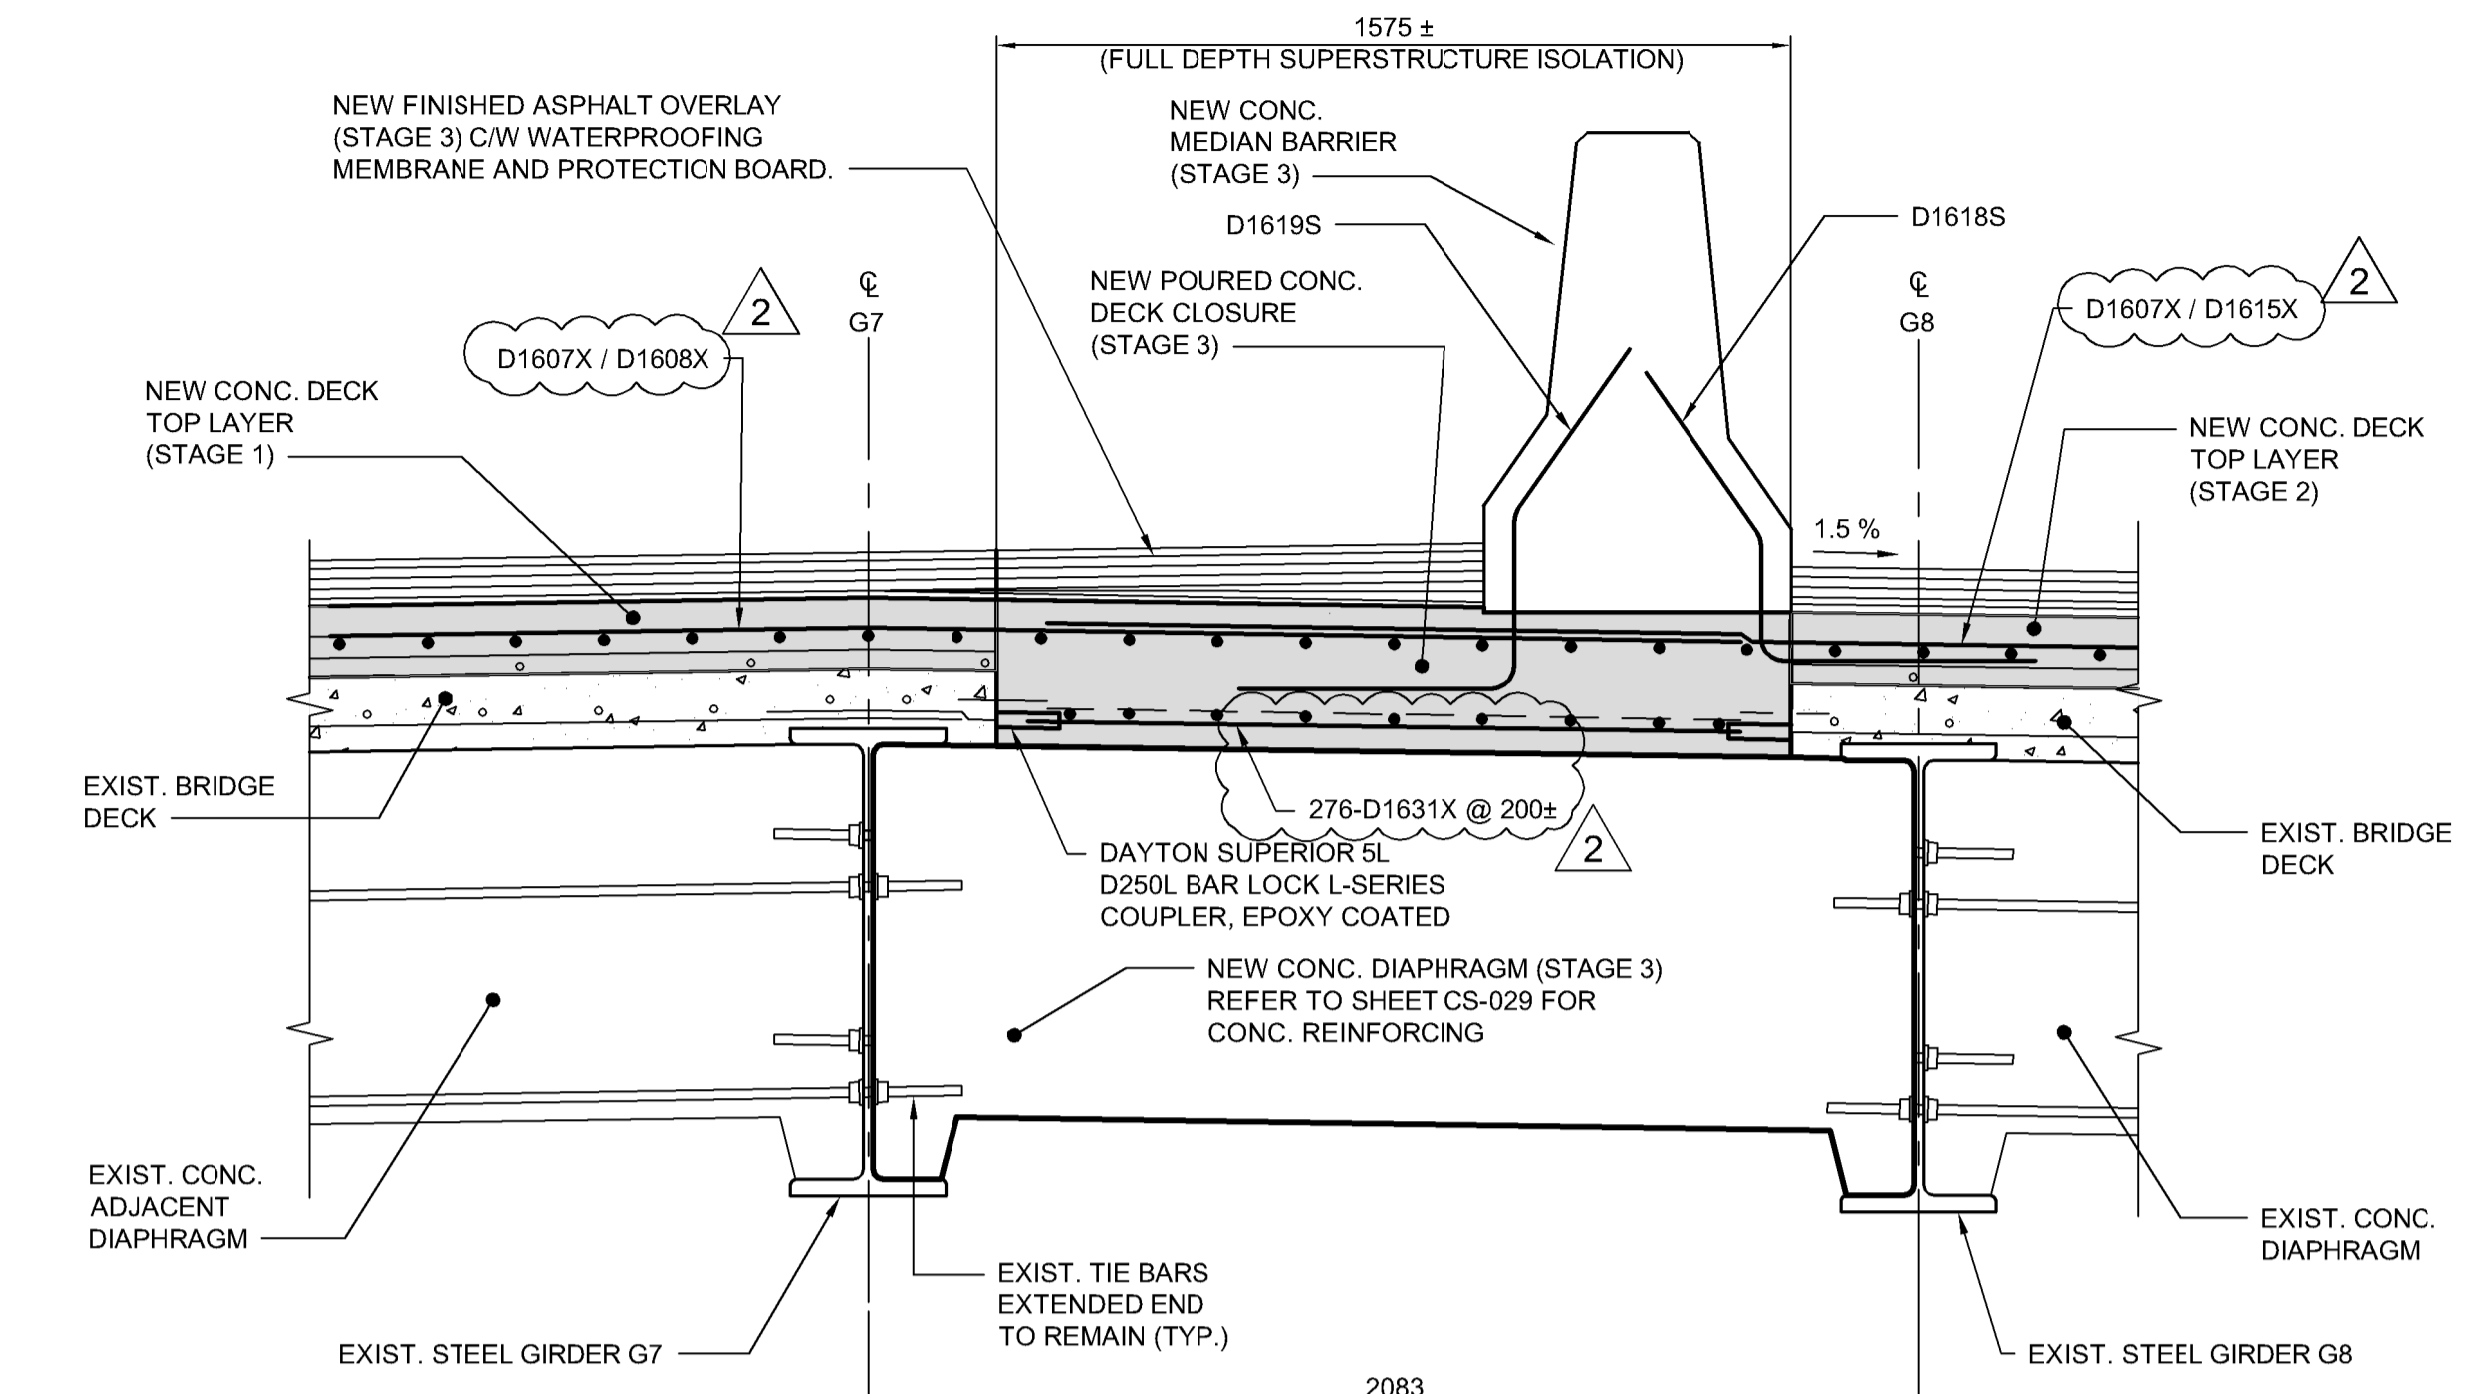 1575 ±
(FULL DEPTH SUPERSTRUCTURE ISOLATION)
NEW FINISHED ASPHALT OVERLAY
(STAGE 3) C/W WATERPROOFING
MEMBRANE AND PROTECTION BOARD.
NEW CONC.
MEDIAN BARRIER
(STAGE 3)
D1619S
D1618S
NEW POURED CONC.
DECK CLOSURE
(STAGE 3)
℄
G7
℄
G8
D1607X / D1608X
2
D1607X / D1615X
2
NEW CONC. DECK
TOP LAYER
(STAGE 1)
NEW CONC. DECK
TOP LAYER
(STAGE 2)
1.5 %
EXIST. BRIDGE
DECK
276-D1631X @ 200±
2
DAYTON SUPERIOR 5L
D250L BAR LOCK L-SERIES
COUPLER, EPOXY COATED
EXIST. BRIDGE
DECK
NEW CONC. DIAPHRAGM (STAGE 3)
REFER TO SHEET CS-029 FOR
CONC. REINFORCING
EXIST. CONC.
ADJACENT
DIAPHRAGM
EXIST. CONC.
DIAPHRAGM
EXIST. TIE BARS
EXTENDED END
TO REMAIN (TYP.)
EXIST. STEEL GIRDER G7
EXIST. STEEL GIRDER G8
2083